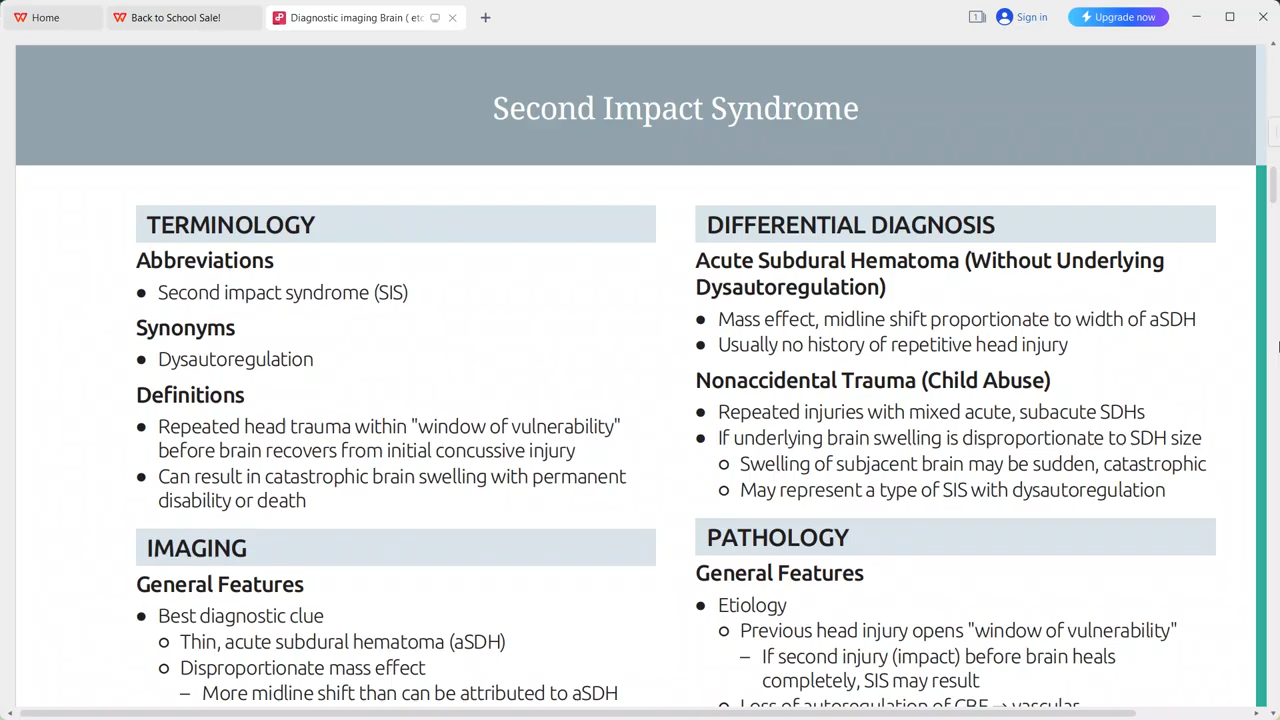 Home
Back to School Sale!
Diagnostic imaging Brain ( etc
1
Sign in
Upgrade now
Second Impact Syndrome
TERMINOLOGY
Abbreviations
● Second impact syndrome (SIS)
Synonyms
● Dysautoregulation
Definitions
● Repeated head trauma within "window of vulnerability"
before brain recovers from initial concussive injury
● Can result in catastrophic brain swelling with permanent
disability or death
IMAGING
General Features
● Best diagnostic clue
○ Thin, acute subdural hematoma (aSDH)
○ Disproportionate mass effect
– More midline shift than can be attributed to aSDH
DIFFERENTIAL DIAGNOSIS
Acute Subdural Hematoma (Without Underlying
Dysautoregulation)
● Mass effect, midline shift proportionate to width of aSDH
● Usually no history of repetitive head injury
Nonaccidental Trauma (Child Abuse)
● Repeated injuries with mixed acute, subacute SDHs
● If underlying brain swelling is disproportionate to SDH size
○ Swelling of subjacent brain may be sudden, catastrophic
○ May represent a type of SIS with dysautoregulation
PATHOLOGY
General Features
● Etiology
○ Previous head injury opens "window of vulnerability"
– If second injury (impact) before brain heals
completely, SIS may result
○ Loss of autoregulation of CBF → vascular